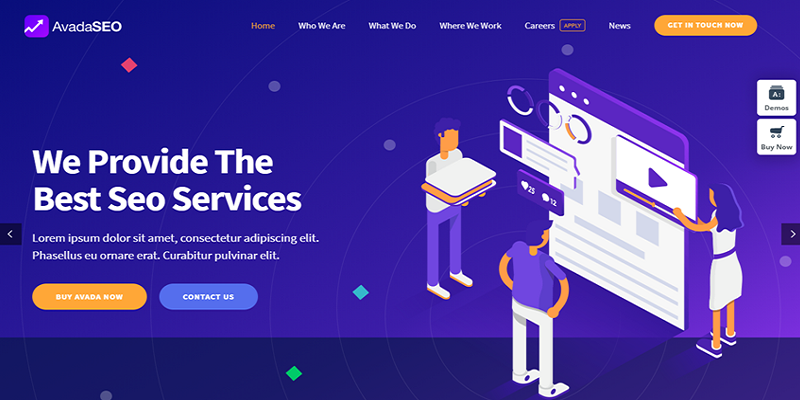 AvadaSEO
Home
Who We Are
What We Do
Where We Work
Careers APPLY
News
GET IN TOUCH NOW
Demos
Buy Now
We Provide The
Best Seo Services
Lorem ipsum dolor sit amet, consectetur adipiscing elit.
Phasellus eu ornare erat. Curabitur pulvinar elit.
BUY AVADA NOW
CONTACT US
25
12